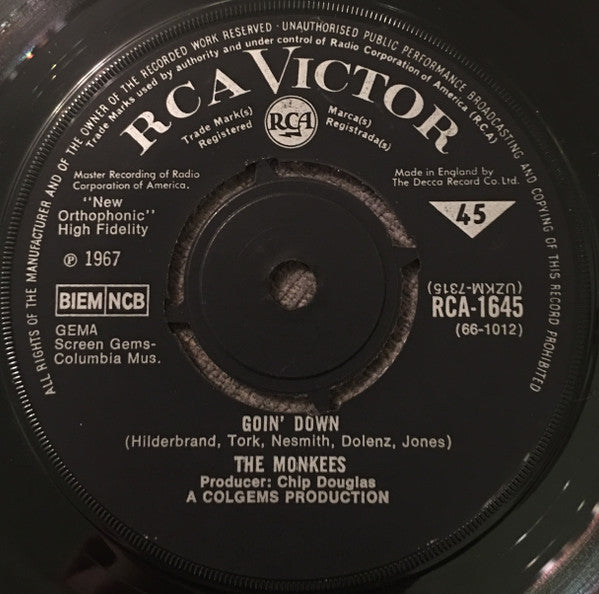 ALL RIGHTS OF THE MANUFACTURER AND OF THE OWNER OF THE RECORDED WORK RESERVED · UNAUTHORISED PUBLIC PERFORMANCE BROADCASTING AND COPYING OF THIS RECORD PROHIBITED
Trade Marks used by authority and under control of Radio Corporation of America (R.C.A)
RCA VICTOR
Trade Mark(s)
Registered
RCA
Marca(s)
Registrada(s)
Master Recording of Radio
Corporation of America.
"New
Orthophonic"
High Fidelity
℗ 1967
BIEM NCB
GEMA
Screen Gems-
Columbia Mus.
Made in England by
The Decca Record Co. Ltd.
45
(UZKM-7315)
RCA-1645
(66-1012)
GOIN' DOWN
(Hilderbrand, Tork, Nesmith, Dolenz, Jones)
THE MONKEES
Producer: Chip Douglas
A COLGEMS PRODUCTION